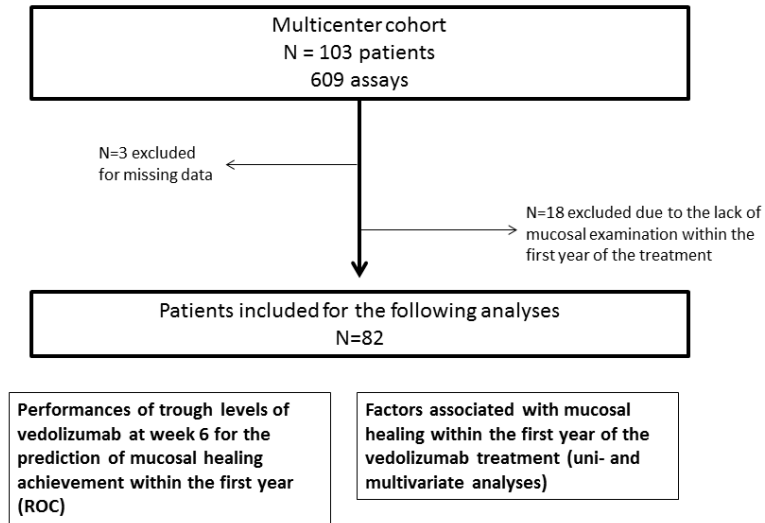 Multicenter cohort
N = 103 patients
609 assays
N=3 excluded
for missing data
N=18 excluded due to the lack of
mucosal examination within the
first year of the treatment
Patients included for the following analyses
N=82
Performances of trough levels of
vedolizumab at week 6 for the
prediction of mucosal healing
achievement within the first year
(ROC)
Factors associated with mucosal
healing within the first year of the
vedolizumab treatment (uni- and
multivariate analyses)